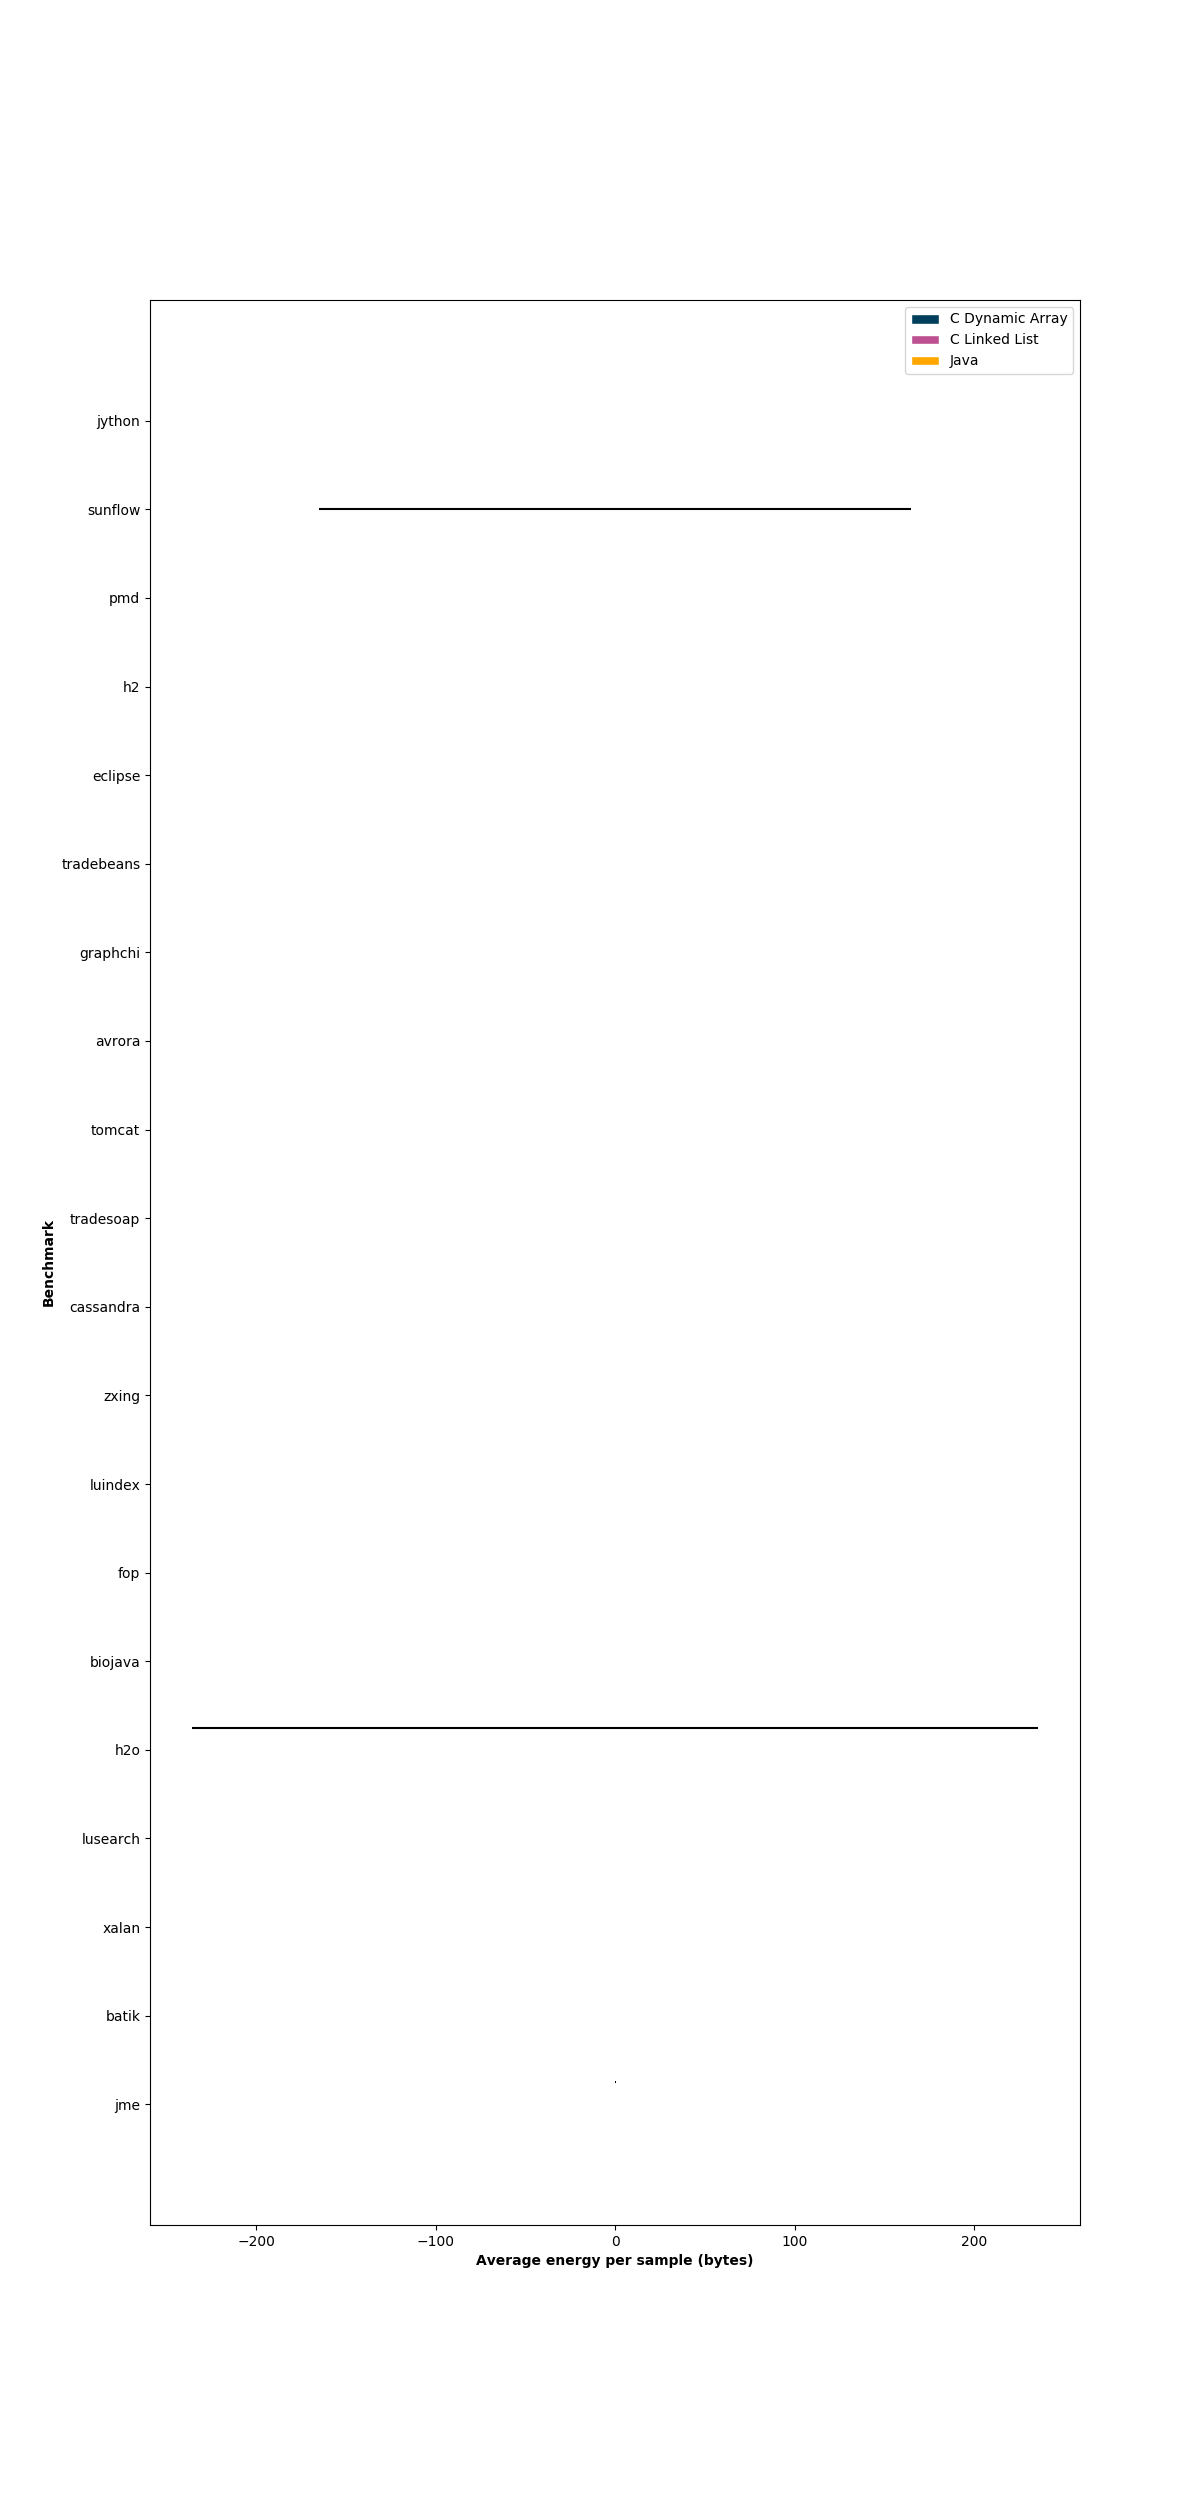 C Dynamic Array
C Linked List
Java
jython
sunflow
pmd
h2
eclipse
tradebeans
graphchi
avrora
tomcat
tradesoap
Benchmark
cassandra
zxing
luindex
fop
biojava
h2o
lusearch
xalan
batik
jme
−200 −100 0 100 200
Average energy per sample (bytes)